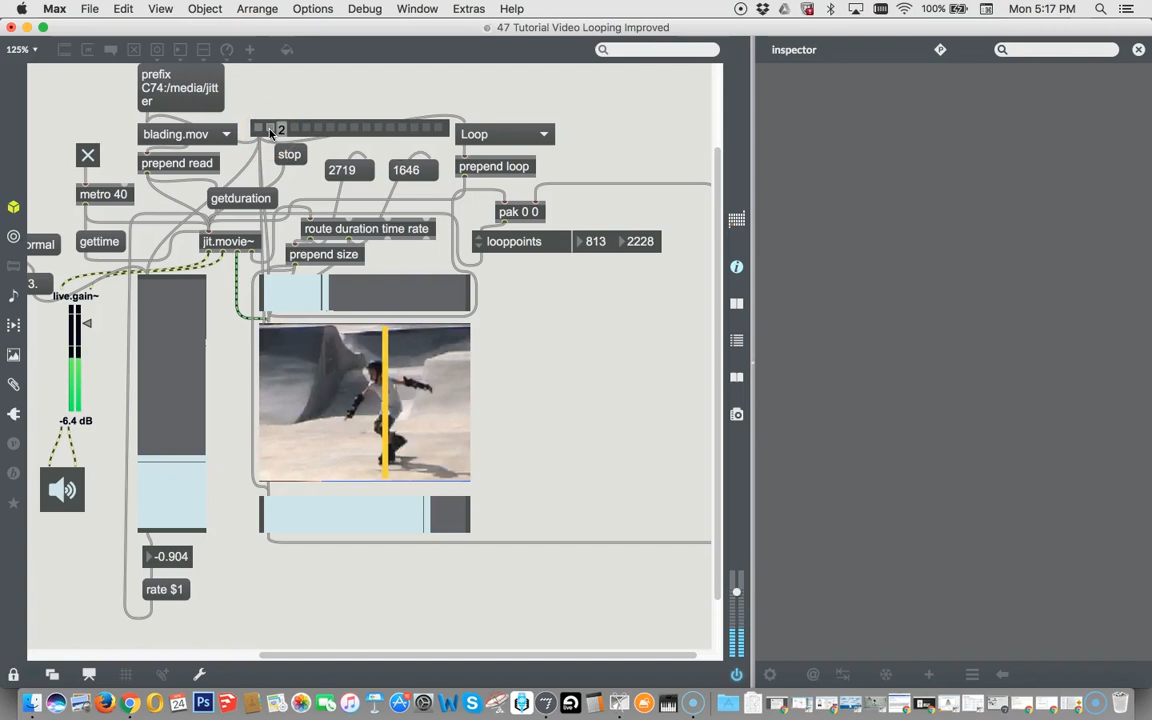 Max File Edit View Object Arrange Options Debug Window Extras Help
100% Mon 5:17 PM
47 Tutorial Video Looping Improved
125%
inspector
prefix
C74:/media/jitt
er
blading.mov
2
Loop
stop
prepend read
2719
1646
prepend loop
metro 40
getduration
pak 0 0
route duration time rate
ormal
gettime
jit.movie~
looppoints 813 2228
prepend size
3.
live.gain~
-6.4 dB
-0.904
rate $1